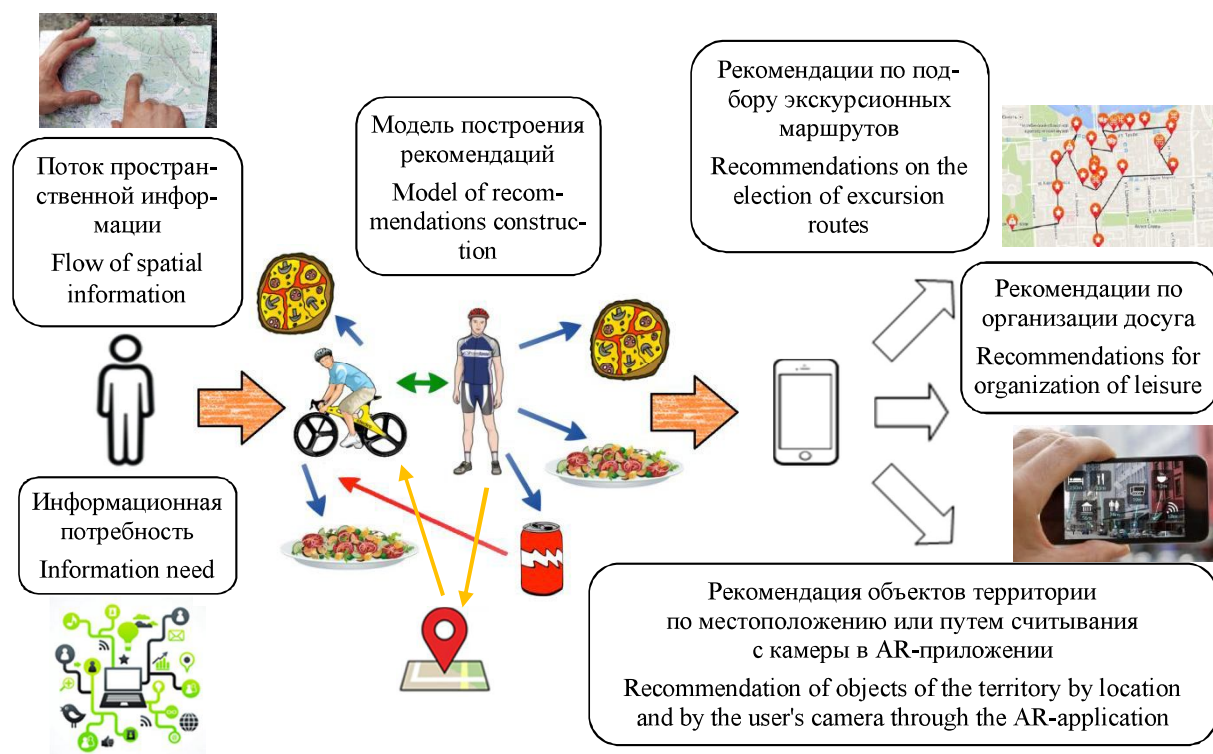 Поток пространс-
ственной инфор-
мации
Flow of spatial
information
Информационная
потребность
Information need
Модель построения
рекомендаций
Model of recom-
mendations construc-
tion
Рекомендации по под-
бору экскурсионных
маршрутов
Recommendations on the
election of excursion
routes
Рекомендации по
организации досуга
Recommendations for
organization of leisure
Рекомендация объектов территории
по местоположению или путем считывания
с камеры в AR-приложении
Recommendation of objects of the territory by location
and by the user's camera through the AR-application